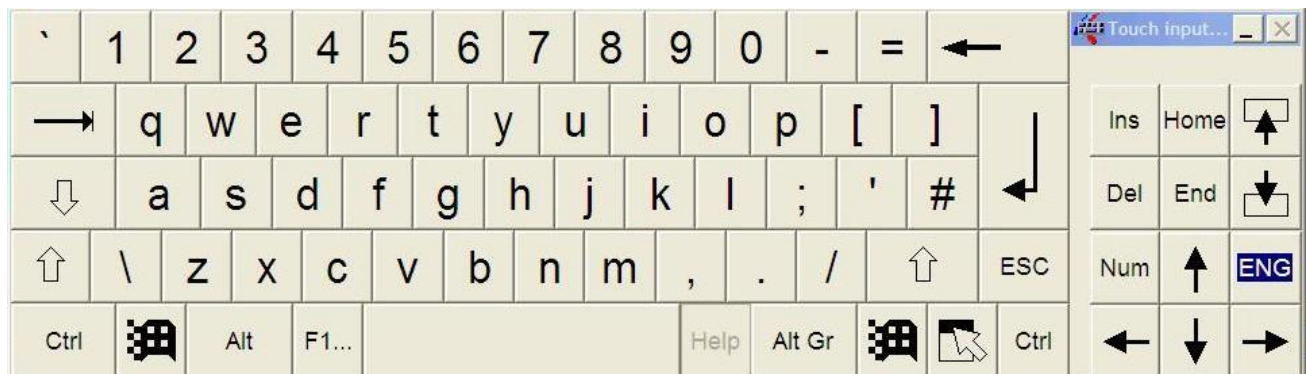 ` 1 2 3 4 5 6 7 8 9 0 - =
Touch input...
q w e r t y u i o p [ ]
Ins Home
a s d f g h j k l ; ' #
Del End
\ z x c v b n m , . / ESC
Num ENG
Ctrl Alt F1... Help Alt Gr Ctrl